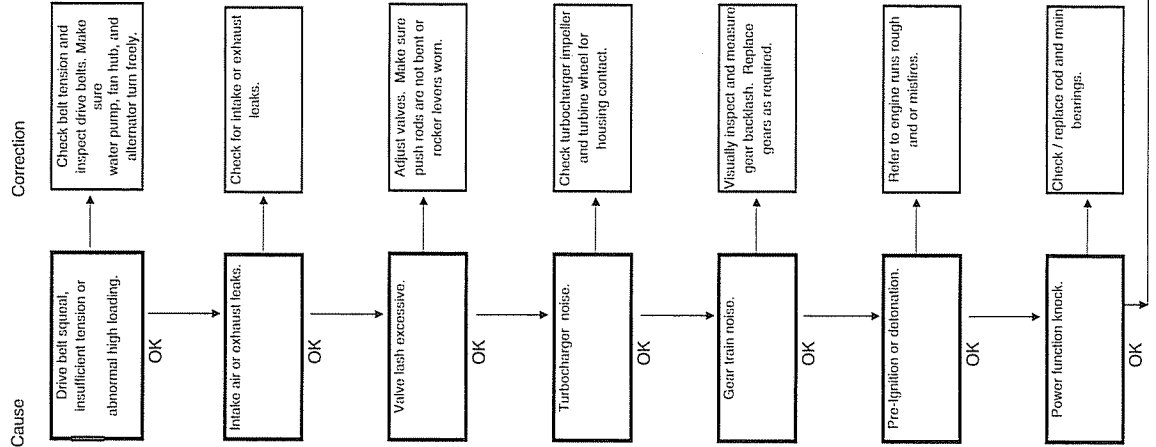 Cause
Correction
Drive belt squeal,
insufficient tension or
abnormal high loading.
Check belt tension and
inspect drive belts. Make
sure
water pump, fan hub, and
alternator turn freely.
OK
Intake air or exhaust leaks.
Check for intake or exhaust
leaks.
OK
Valve lash excessive.
Adjust valves. Make sure
push rods are not bent or
rocker levers worn.
OK
Turbocharger noise.
Check turbocharger impeller
and turbine wheel for
housing contact.
OK
Gear train noise.
Visually inspect and measure
gear backlash. Replace
gears as required.
OK
Pre-Ignition or detonation.
Refer to engine runs rough
and or misfires.
OK
Power function knock.
Check / replace rod and main
bearings.
OK